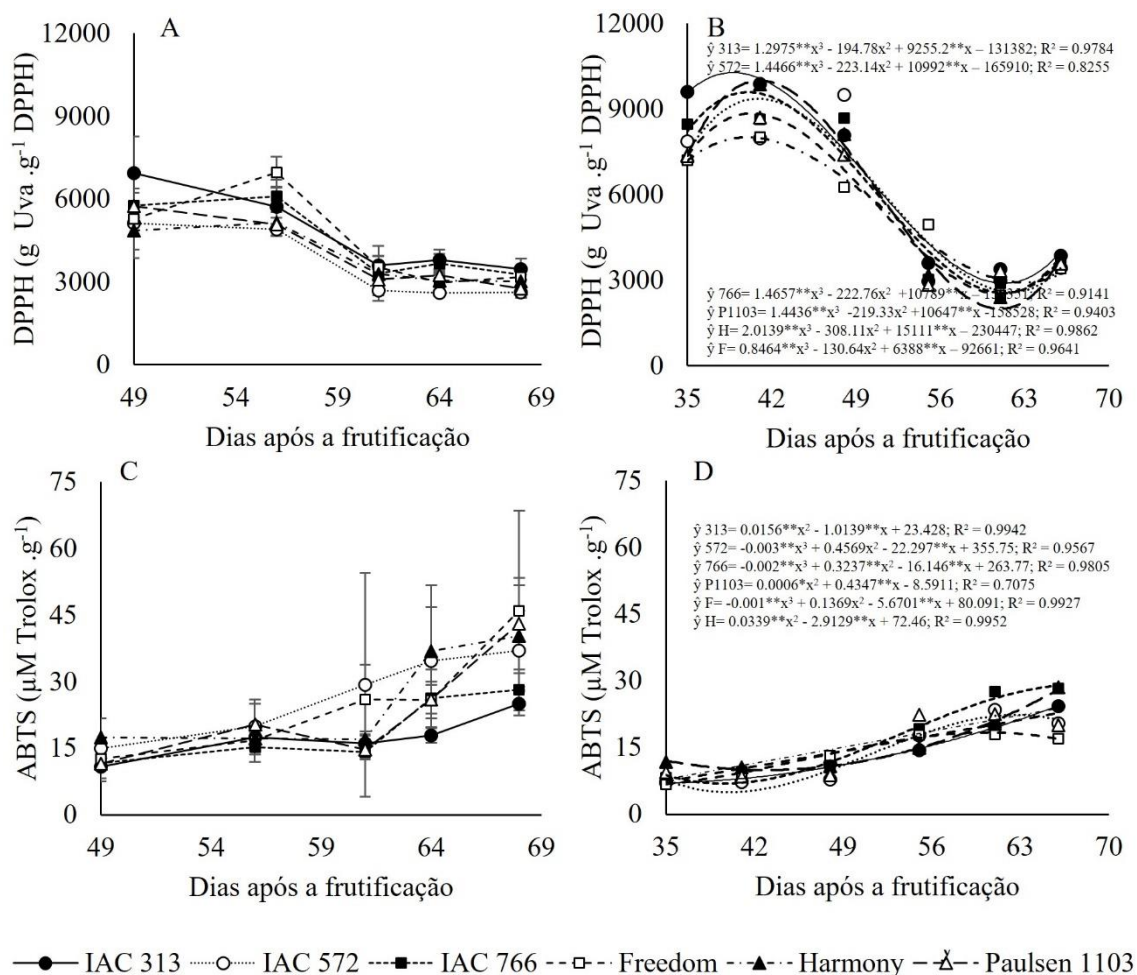 A
DPPH (g Uva .g-1 DPPH)
12000
9000
6000
3000
0
49 54 59 64 69
Dias após a frutificação
B
DPPH (g Uva .g-1 DPPH)
12000
9000
6000
3000
0
ŷ 313= 1.2975**x³ - 194.78x² + 9255.2**x – 131382; R² = 0.9784
ŷ 572= 1.4466**x³ - 223.14x² + 10992**x – 165910; R² = 0.8255
ŷ 766= 1.4657**x³ - 222.76x² +10789**x – R² = 0.9141
ŷ P1103= 1.4436**x³ -219.33x² +10647**x -158528; R² = 0.9403
ŷ H= 2.0139**x³ - 308.11x² + 15111**x – 230447; R² = 0.9862
ŷ F= 0.8464**x³ - 130.64x² + 6388**x – 92661; R² = 0.9641
35 42 49 56 63 70
Dias após a frutificação
C
ABTS (µM Trolox .g-1)
75
60
45
30
15
0
49 54 59 64 69
Dias após a frutificação
D
ABTS (µM Trolox .g-1)
75
60
45
30
15
0
ŷ 313= 0.0156**x² - 1.0139**x + 23.428; R² = 0.9942
ŷ 572= -0.003**x³ + 0.4569x² - 22.297**x + 355.75; R² = 0.9567
ŷ 766= -0.002**x³ + 0.3237**x² - 16.146**x + 263.77; R² = 0.9805
ŷ P1103= 0.0006*x² + 0.4347**x - 8.5911; R² = 0.7075
ŷ F= -0.001**x³ + 0.1369x² - 5.6701**x + 80.091; R² = 0.9927
ŷ H= 0.0339**x² - 2.9129**x + 72.46; R² = 0.9952
35 42 49 56 63 70
Dias após a frutificação
IAC 313 IAC 572 IAC 766 Freedom Harmony Paulsen 1103